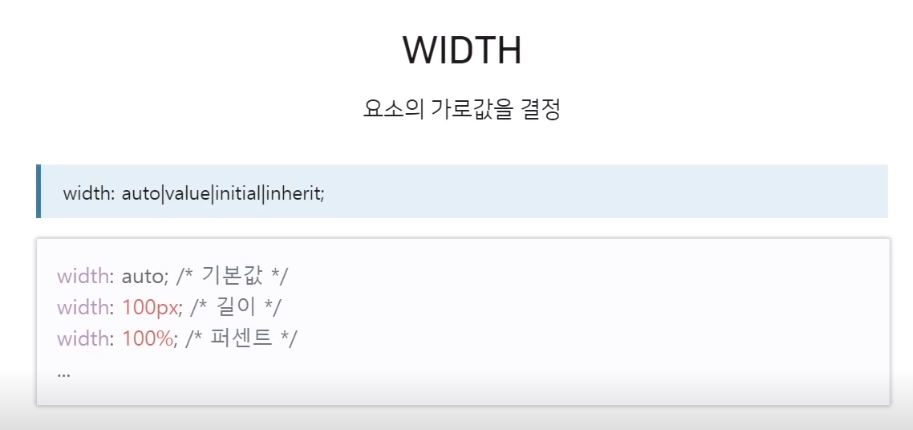 WIDTH
요소의 가로값을 결정
width: auto|value|initial|inherit;
width: auto; /* 기본값 */
width: 100px; /* 길이 */
width: 100%; /* 퍼센트 */
...